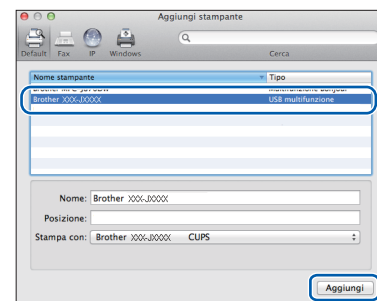 Aggiungi stampante
Default Fax IP Windows Cerca
Nome stampante Tipo
Brother XXX-JXXXX USB multifunzione
Nome: Brother XXX-JXXXX
Posizione:
Stampa con: Brother XXX-JXXXX CUPS
Aggiungi